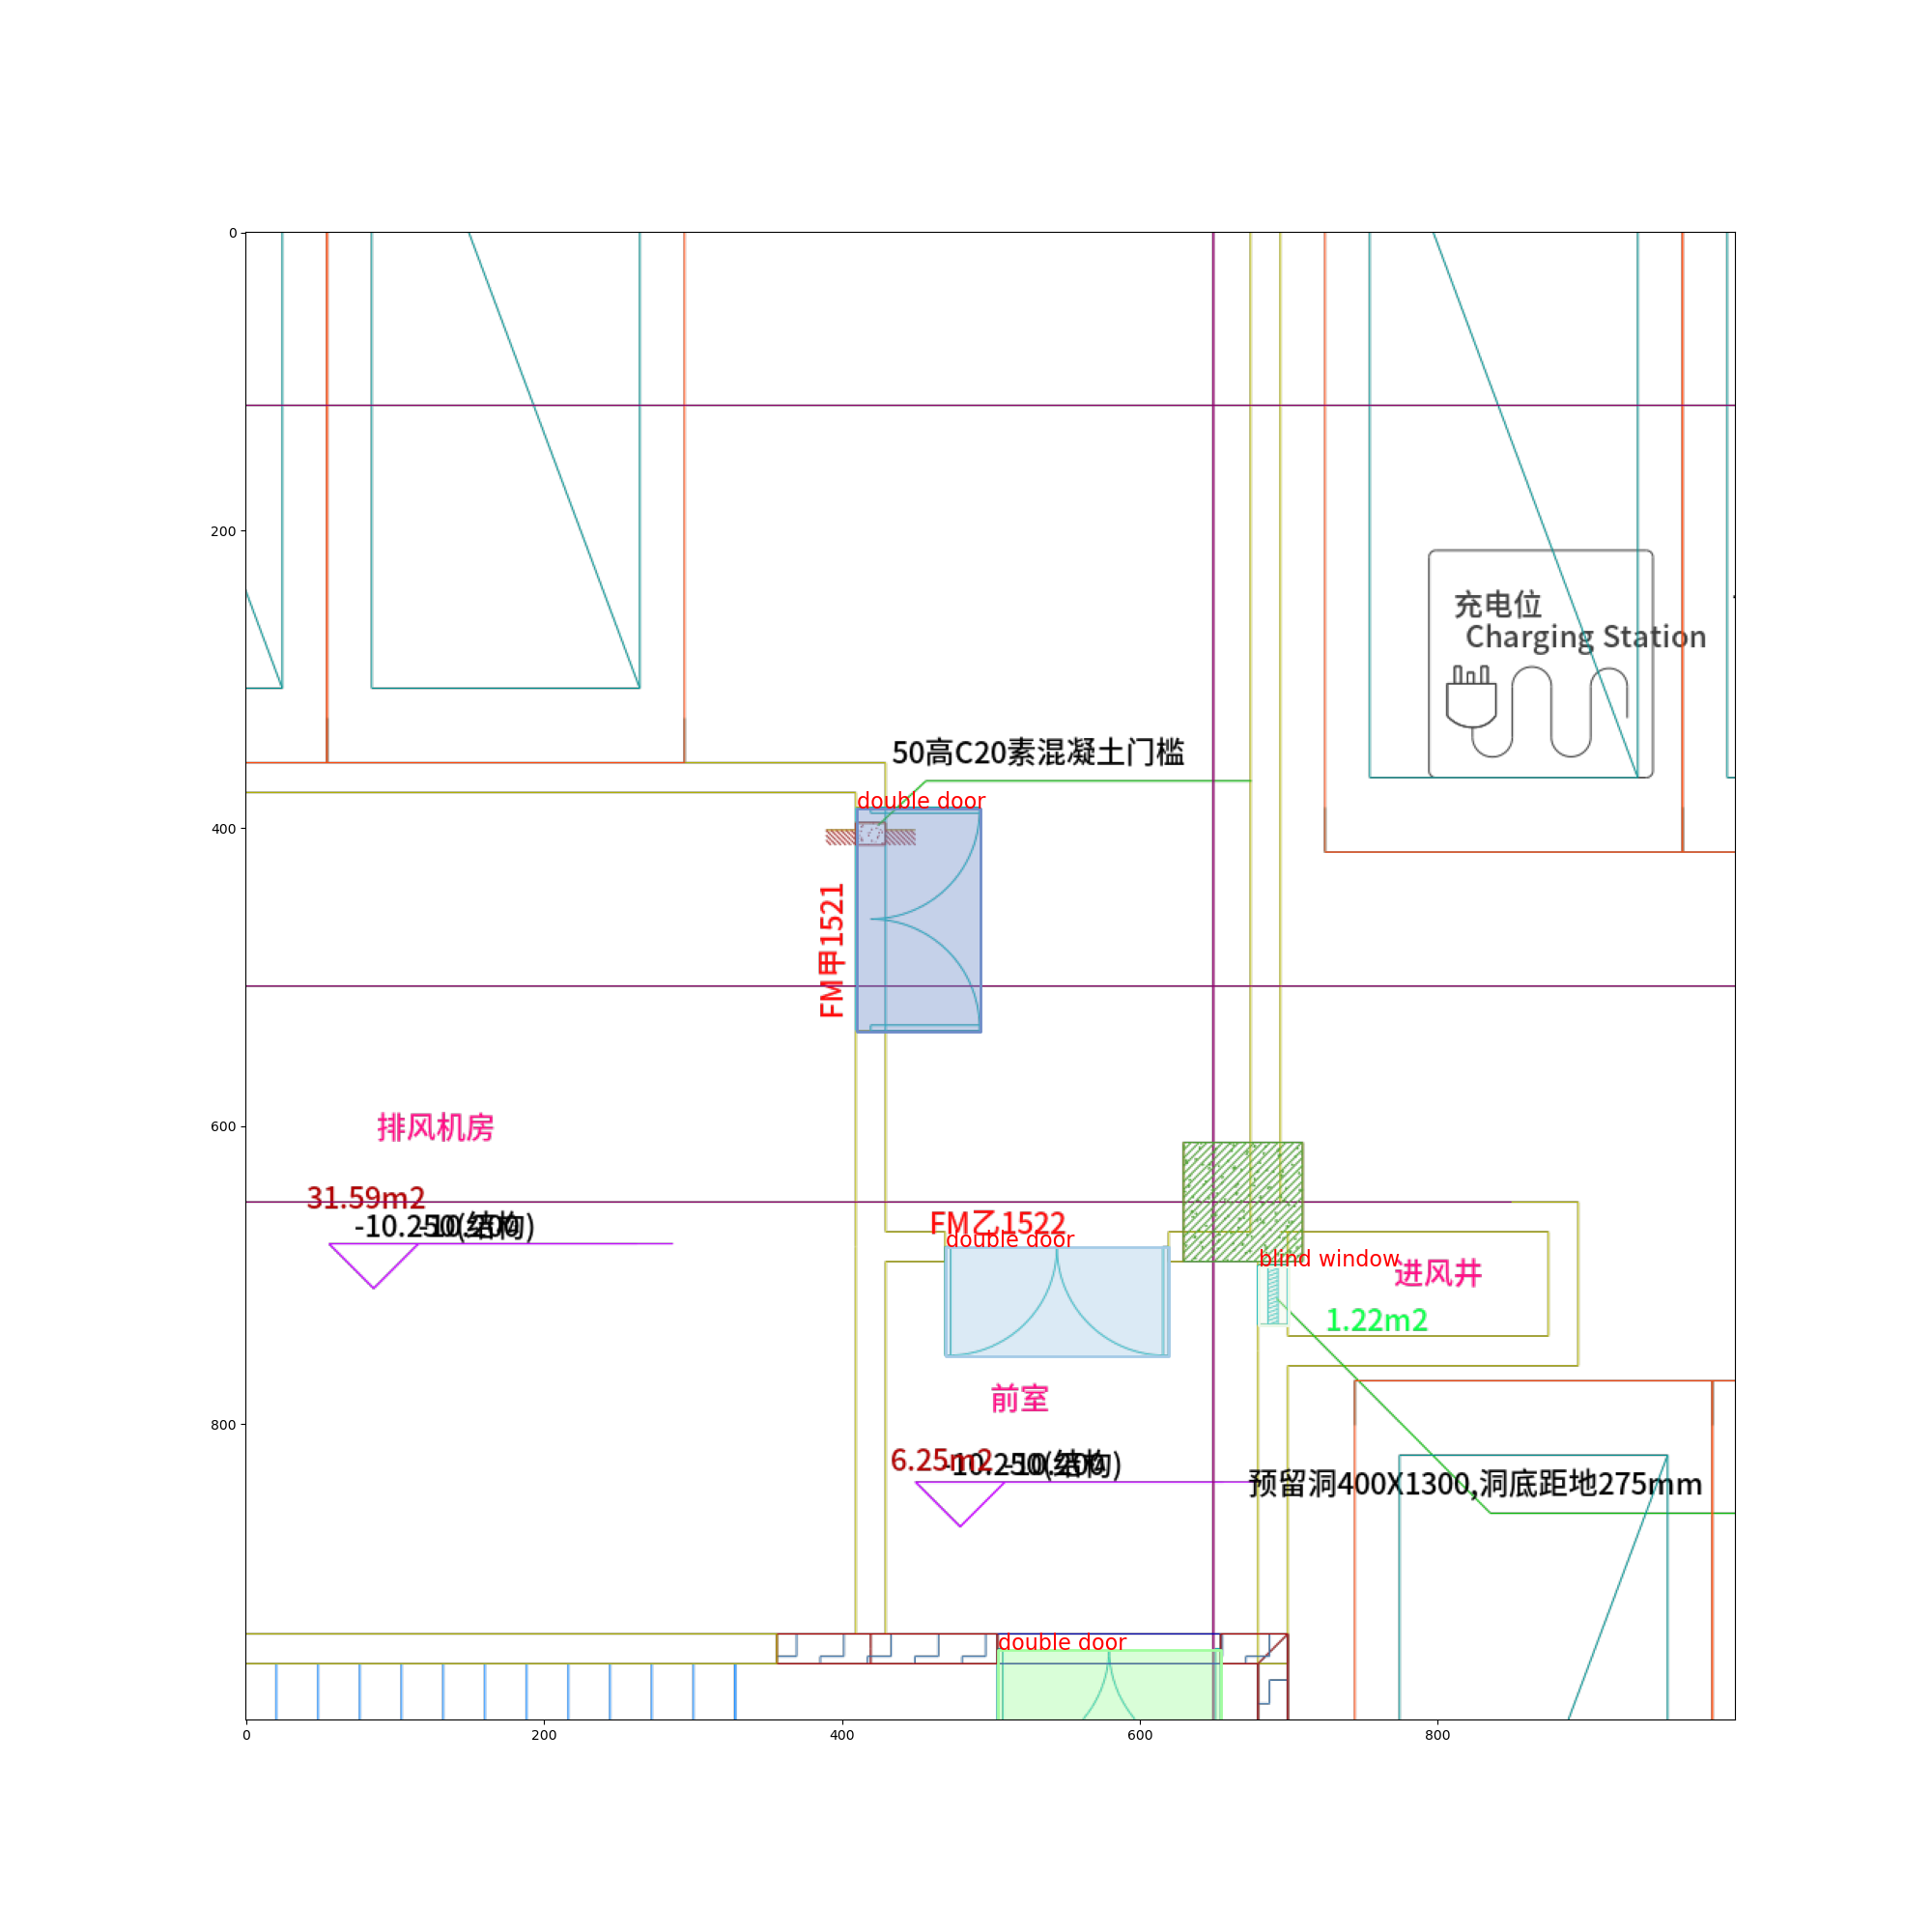 0
200
400
600
800
0
200
400
600
800
充电位
Charging Station
50高C20素混凝土门槛
double door
FM甲1521
排风机房
31.59m2
-10.250(结构)
-10.200
FM乙1522
double door
blind window
进风井
1.22m2
前室
6.25m2
-10.250(结构)
-10.200
预留洞400X1300,洞底距地275mm
double door